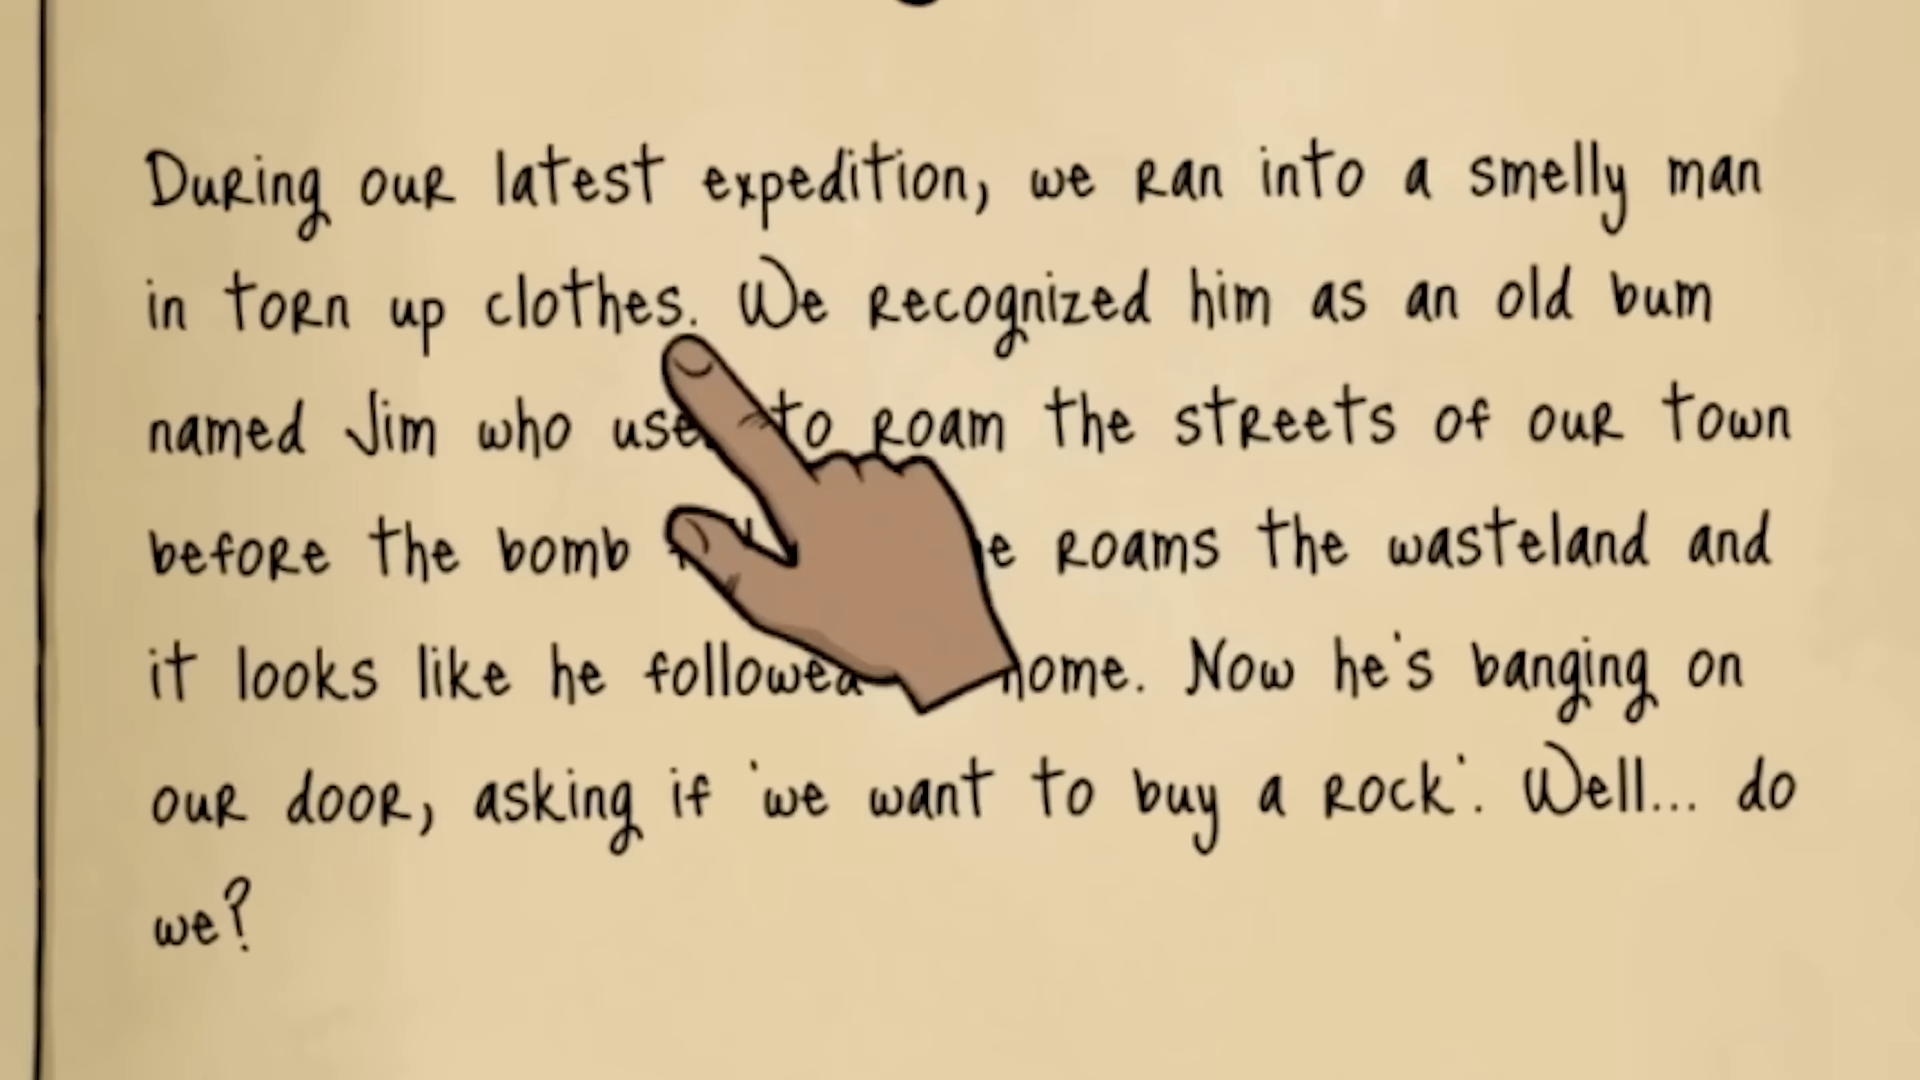 During our latest expedition, we ran into a smelly man
in torn up clothes. We recognized him as an old bum
named Jim who to roam the streets of our town
before the bomb roams the wasteland and
it looks like he home. Now he's banging on
our door, asking if 'we want to buy a rock'. Well... do
we?